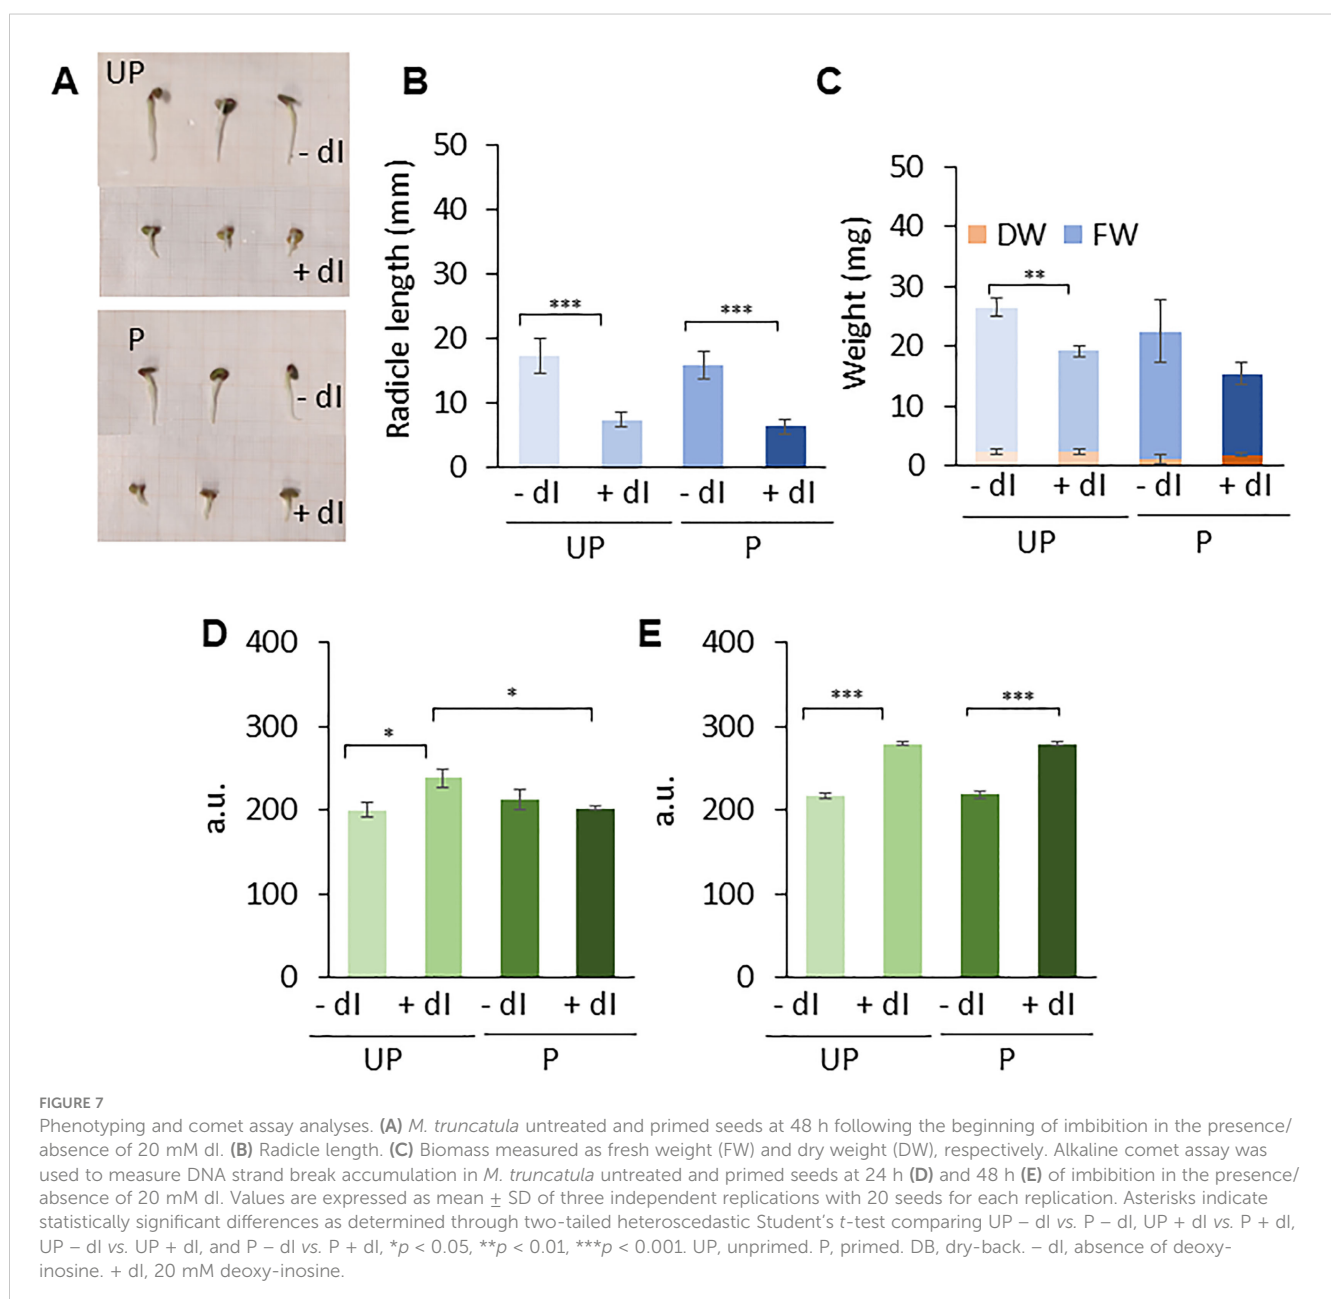 A
UP
- dI
+ dI
P
- dI
+ dI
B
Radicle length (mm)
50
40
30
20
10
0
***
***
- dI + dI - dI + dI
UP P
C
Weight (mg)
50
40
30
20
10
0
DW FW
**
- dI + dI - dI + dI
UP P
D
a.u.
400
300
200
100
0
*
*
- dI + dI - dI + dI
UP P
E
a.u.
400
300
200
100
0
***
***
- dI + dI - dI + dI
UP P
FIGURE 7
Phenotyping and comet assay analyses. (A) M. truncatula untreated and primed seeds at 48 h following the beginning of imbibition in the presence/
absence of 20 mM dI. (B) Radicle length. (C) Biomass measured as fresh weight (FW) and dry weight (DW), respectively. Alkaline comet assay was
used to measure DNA strand break accumulation in M. truncatula untreated and primed seeds at 24 h (D) and 48 h (E) of imbibition in the presence/
absence of 20 mM dI. Values are expressed as mean ± SD of three independent replications with 20 seeds for each replication. Asterisks indicate
statistically significant differences as determined through two-tailed heteroscedastic Student's t-test comparing UP – dI vs. P – dI, UP + dI vs. P + dI,
UP – dI vs. UP + dI, and P – dI vs. P + dI, *p < 0.05, **p < 0.01, ***p < 0.001. UP, unprimed. P, primed. DB, dry-back. – dI, absence of deoxy-
inosine. + dI, 20 mM deoxy-inosine.